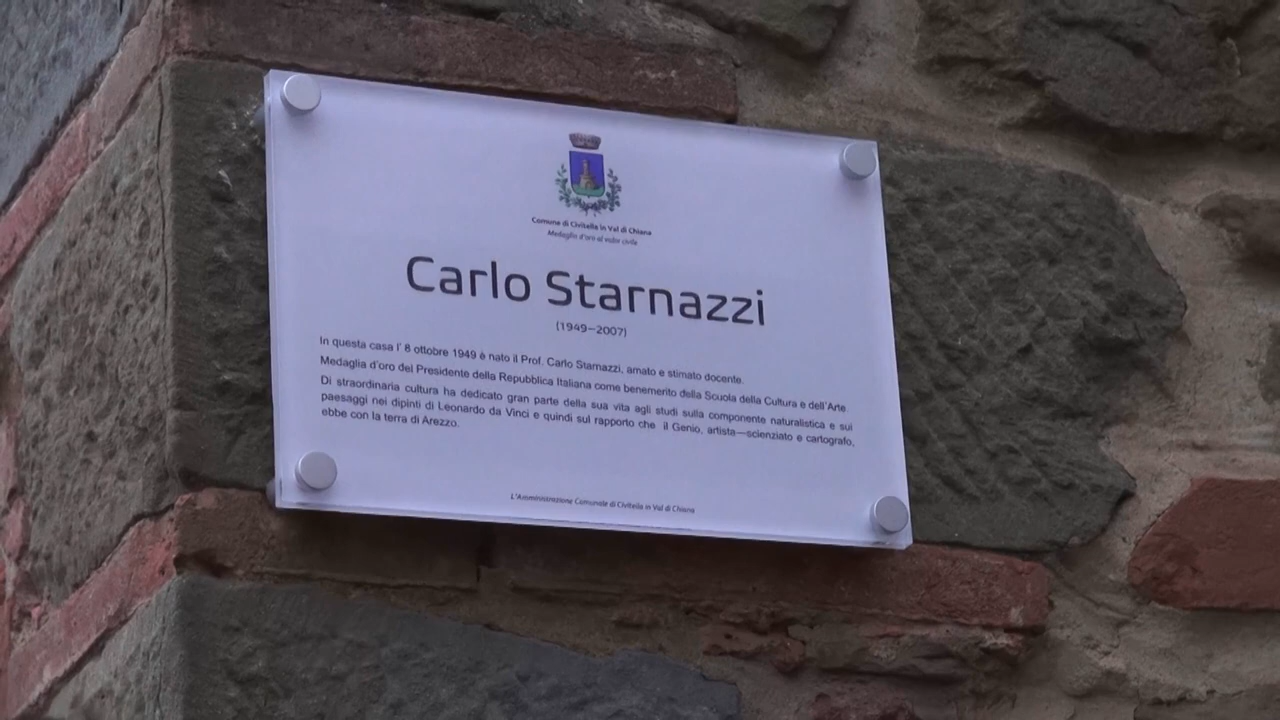 Comune di Civitella in Val di Chiana
Medaglia d'oro al valor civile
Carlo Starnazzi
(1949–2007)
In questa casa l' 8 ottobre 1949 è nato il Prof. Carlo Starnazzi, amato e stimato docente.
Medaglia d'oro del Presidente della Repubblica Italiana come benemerito della Scuola della Cultura e dell'Arte
Di straordinaria cultura ha dedicato gran parte della sua vita agli studi sulla componente naturalistica e sui
paesaggi nei dipinti di Leonardo da Vinci e quindi sul rapporto che il Genio, artista—scienziato e cartografo,
ebbe con la terra di Arezzo.
L'Amministrazione Comunale di Civitella in Val di Chiana